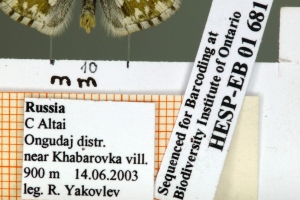 10
mm
Russia
C Altai
Ongudaj distr.
near Khabarovka vill.
900 m 14.06.2003
leg. R. Yakovlev
Sequenced for Barcoding at
Biodiversity Institute of Ontario
HESP-EB 01 681